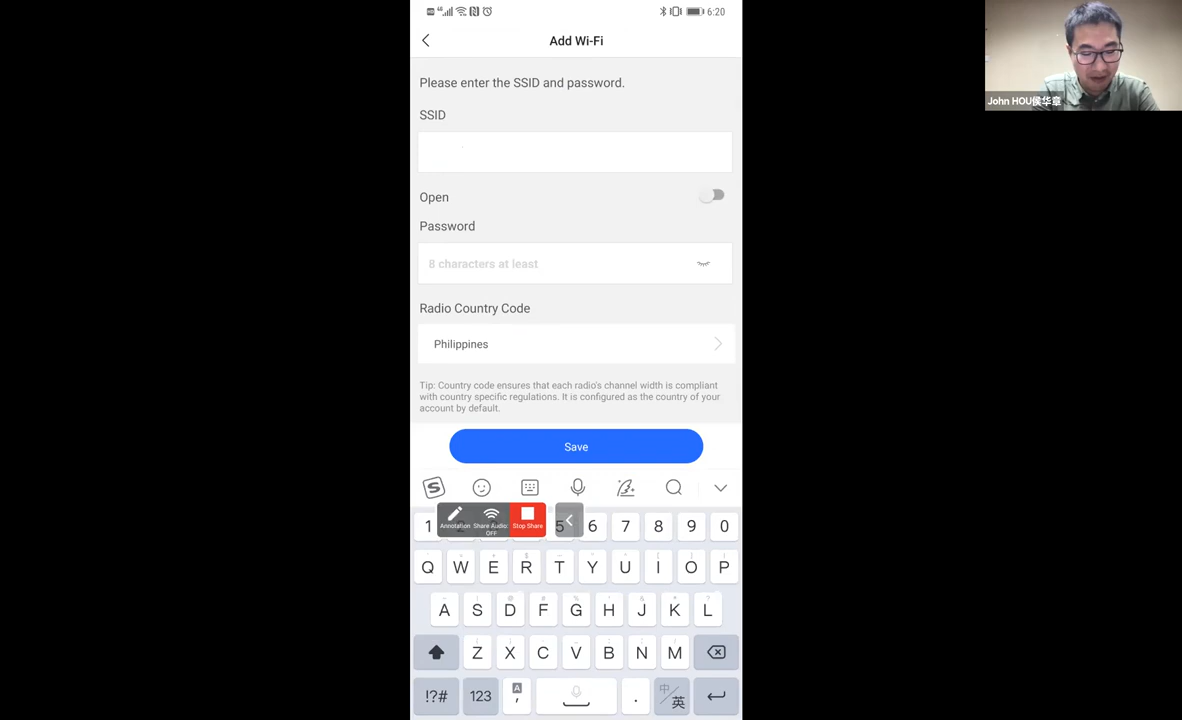 6:20
Add Wi-Fi
Please enter the SSID and password.
SSID
Open
Password
8 characters at least
Radio Country Code
Philippines
Tip: Country code ensures that each radio's channel width is compliant
with country specific regulations. It is configured as the country of your
account by default.
Save
Annotation Share Audio: OFF Stop Share
1 5 6 7 8 9 0
Q W E R T Y U I O P
A S D F G H J K L
Z X C V B N M
!?# 123 , . 中/英
John HOU侯华章